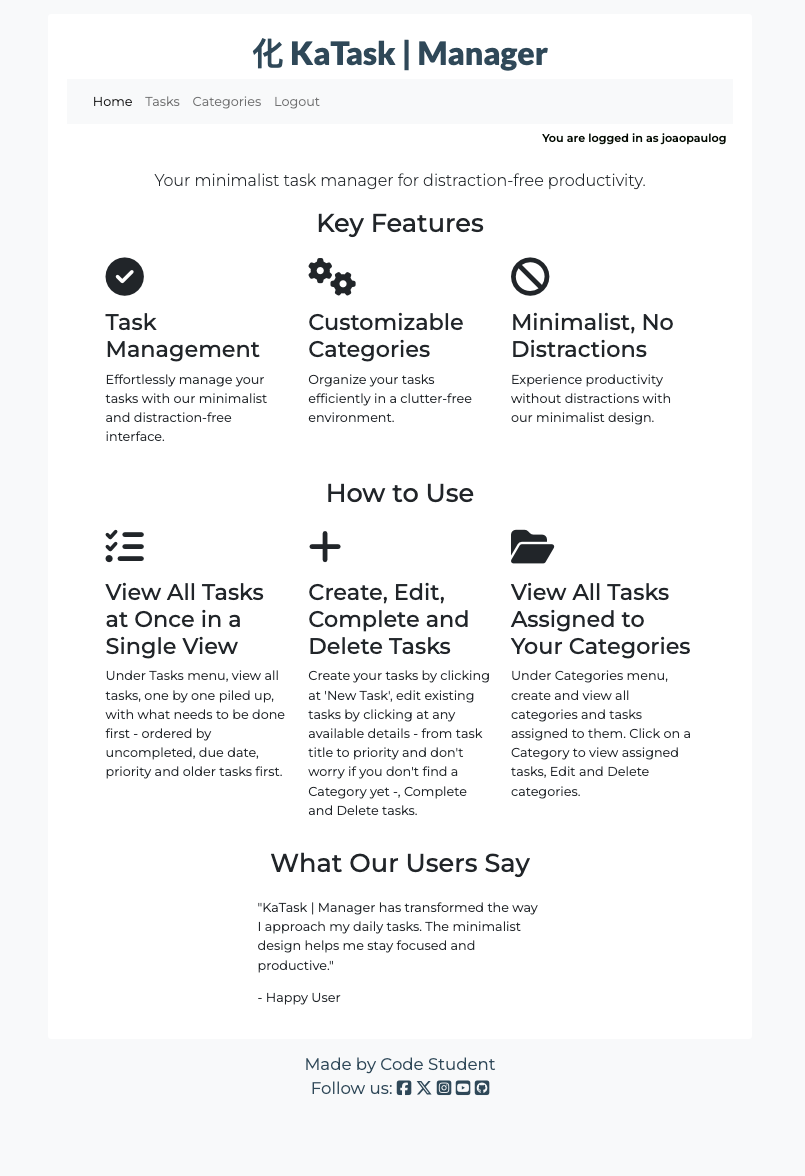 化 KaTask | Manager
Home Tasks Categories Logout
You are logged in as joaopaulog
Your minimalist task manager for distraction-free productivity.
Key Features
Task
Management
Effortlessly manage your
tasks with our minimalist
and distraction-free
interface.
Customizable
Categories
Organize your tasks
efficiently in a clutter-free
environment.
Minimalist, No
Distractions
Experience productivity
without distractions with
our minimalist design.
How to Use
View All Tasks
at Once in a
Single View
Under Tasks menu, view all
tasks, one by one piled up,
with what needs to be done
first - ordered by
uncompleted, due date,
priority and older tasks first.
Create, Edit,
Complete and
Delete Tasks
Create your tasks by clicking
at 'New Task', edit existing
tasks by clicking at any
available details - from task
title to priority and don't
worry if you don't find a
Category yet -, Complete
and Delete tasks.
View All Tasks
Assigned to
Your Categories
Under Categories menu,
create and view all
categories and tasks
assigned to them. Click on a
Category to view assigned
tasks, Edit and Delete
categories.
What Our Users Say
"KaTask | Manager has transformed the way
I approach my daily tasks. The minimalist
design helps me stay focused and
productive."
- Happy User
Made by Code Student
Follow us: